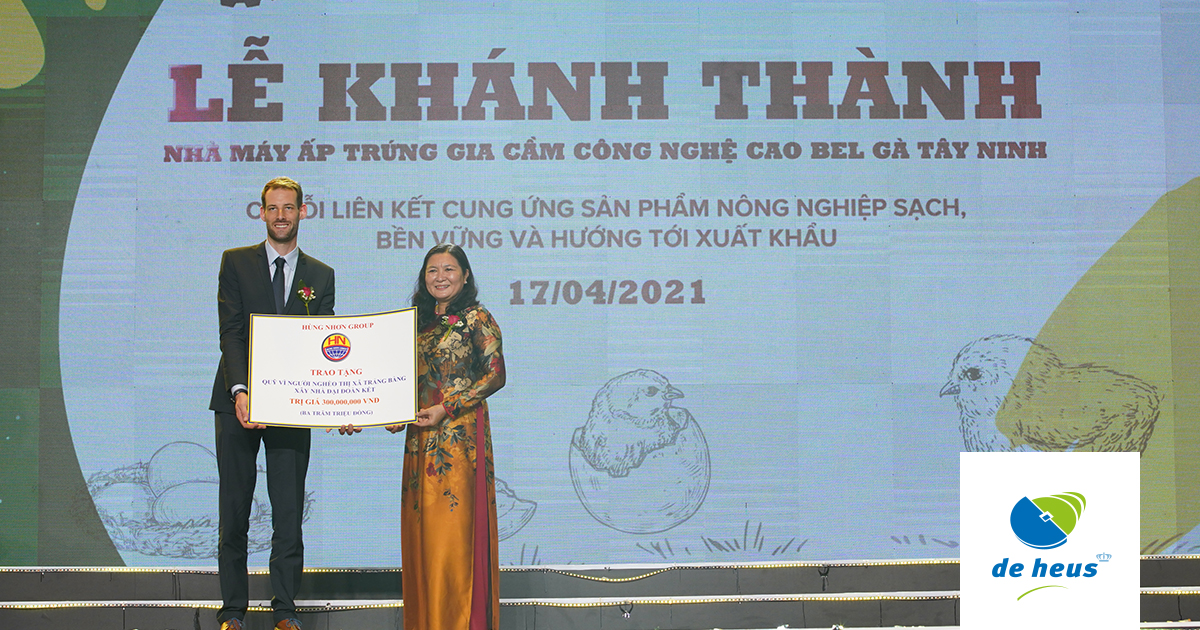 LỄ KHÁNH THÀNH
NHÀ MÁY ẤP TRỨNG GIA CẦM CÔNG NGHỆ CAO BEL GÀ TÂY NINH
LIÊN KẾT CUNG ỨNG SẢN PHẨM NÔNG NGHIỆP SẠCH,
BỀN VỮNG VÀ HƯỚNG TỚI XUẤT KHẨU
17/04/2021
HÙNG NHƠN GROUP
HN
TRAO TẶNG
QUỸ VÌ NGƯỜI NGHÈO THỊ XÃ TRẢNG BÀNG
XÂY NHÀ ĐẠI ĐOÀN KẾT
TRỊ GIÁ 300,000,000 VNĐ
(BA TRĂM TRIỆU ĐỒNG)
de heus